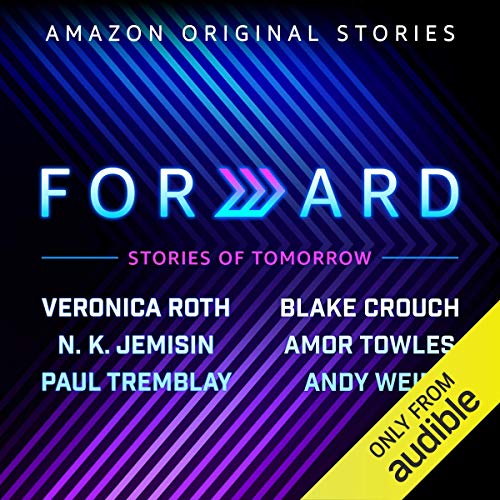 AMAZON ORIGINAL STORIES
FORWARD
STORIES OF TOMORROW
VERONICA ROTH
BLAKE CROUCH
N. K. JEMISIN
AMOR TOWLES
PAUL TREMBLAY
ANDY WEIR
ONLY FROM
audible